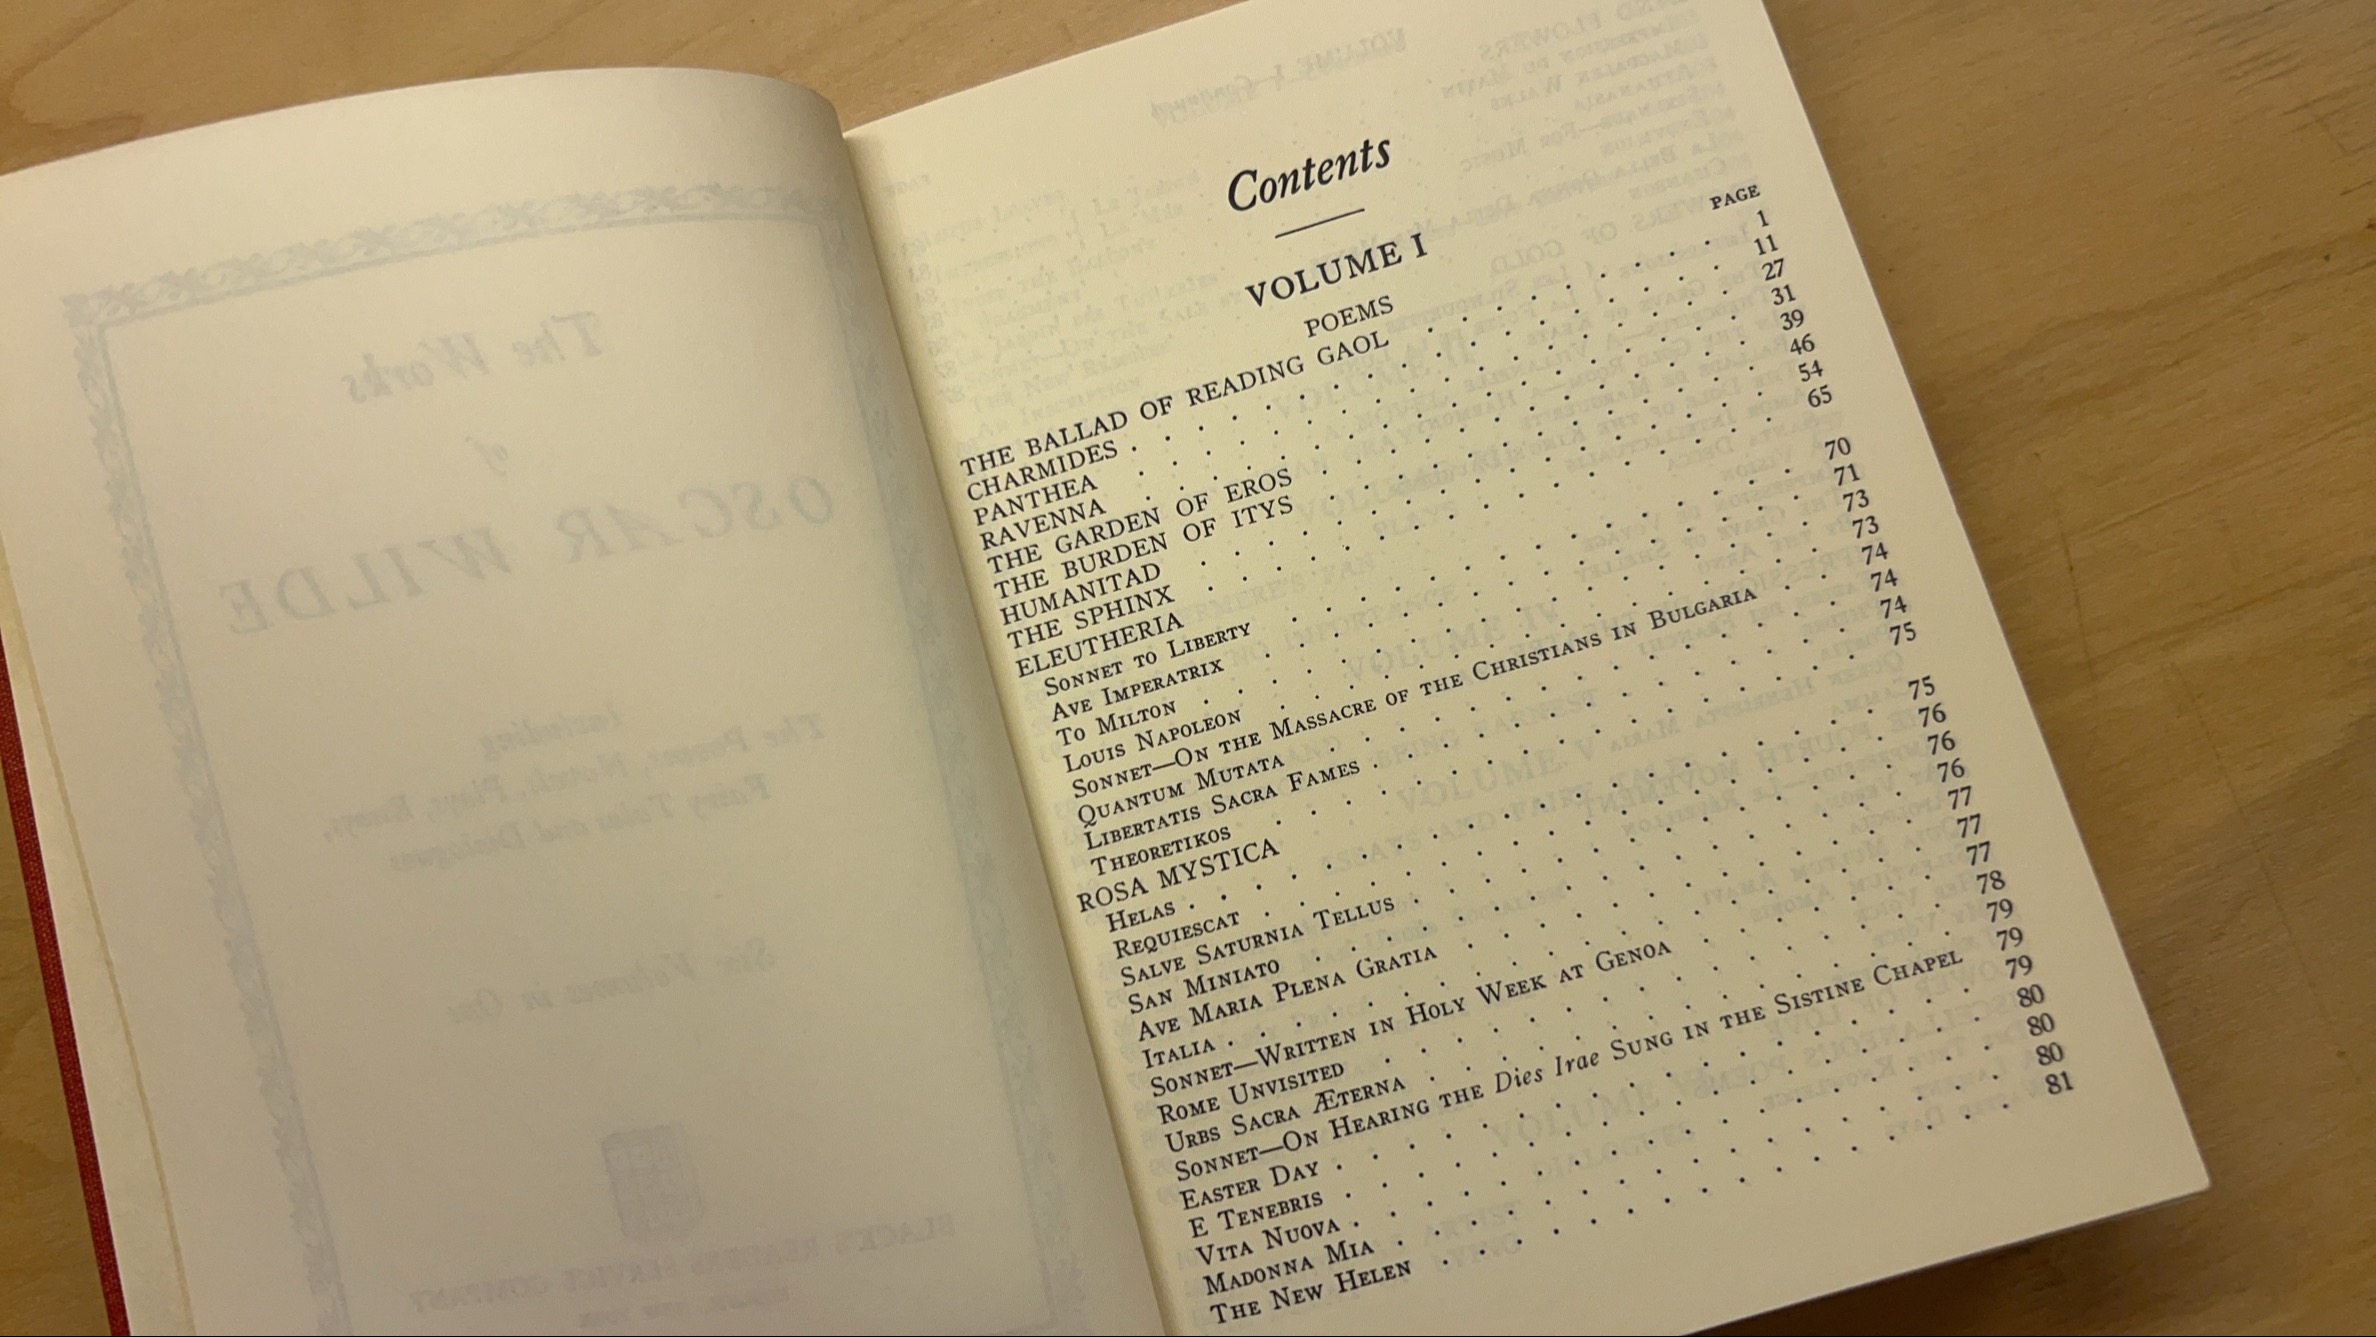 Contents
VOLUME I
POEMS
PAGE
THE BALLAD OF READING GAOL . . . . . 1
CHARMIDES . . . . . 11
PANTHEA . . . . . 27
RAVENNA . . . . . 31
THE GARDEN OF EROS . . . . . 39
THE BURDEN OF ITYS . . . . . 46
HUMANITAD . . . . . 54
THE SPHINX . . . . . 65
ELEUTHERIA
SONNET TO LIBERTY . . . . . 70
AVE IMPERATRIX . . . . . 71
TO MILTON . . . . . 73
LOUIS NAPOLEON . . . . . 73
SONNET—ON THE MASSACRE OF THE CHRISTIANS IN BULGARIA . . 74
QUANTUM MUTATA . . . . . 74
LIBERTATIS SACRA FAMES . . . . . 74
THEORETIKOS . . . . . 75
ROSA MYSTICA
HELAS . . . . . 75
REQUIESCAT . . . . . 76
SALVE SATURNIA TELLUS . . . . . 76
SAN MINIATO . . . . . 76
AVE MARIA PLENA GRATIA . . . . . 77
ITALIA . . . . . 77
SONNET—WRITTEN IN HOLY WEEK AT GENOA . . . . . 77
ROME UNVISITED . . . . . 78
URBS SACRA ÆTERNA . . . . . 79
SONNET—ON HEARING THE Dies Irae SUNG IN THE SISTINE CHAPEL 79
EASTER DAY . . . . . 79
E TENEBRIS . . . . . 80
VITA NUOVA . . . . . 80
MADONNA MIA . . . . . 80
THE NEW HELEN . . . . . 81